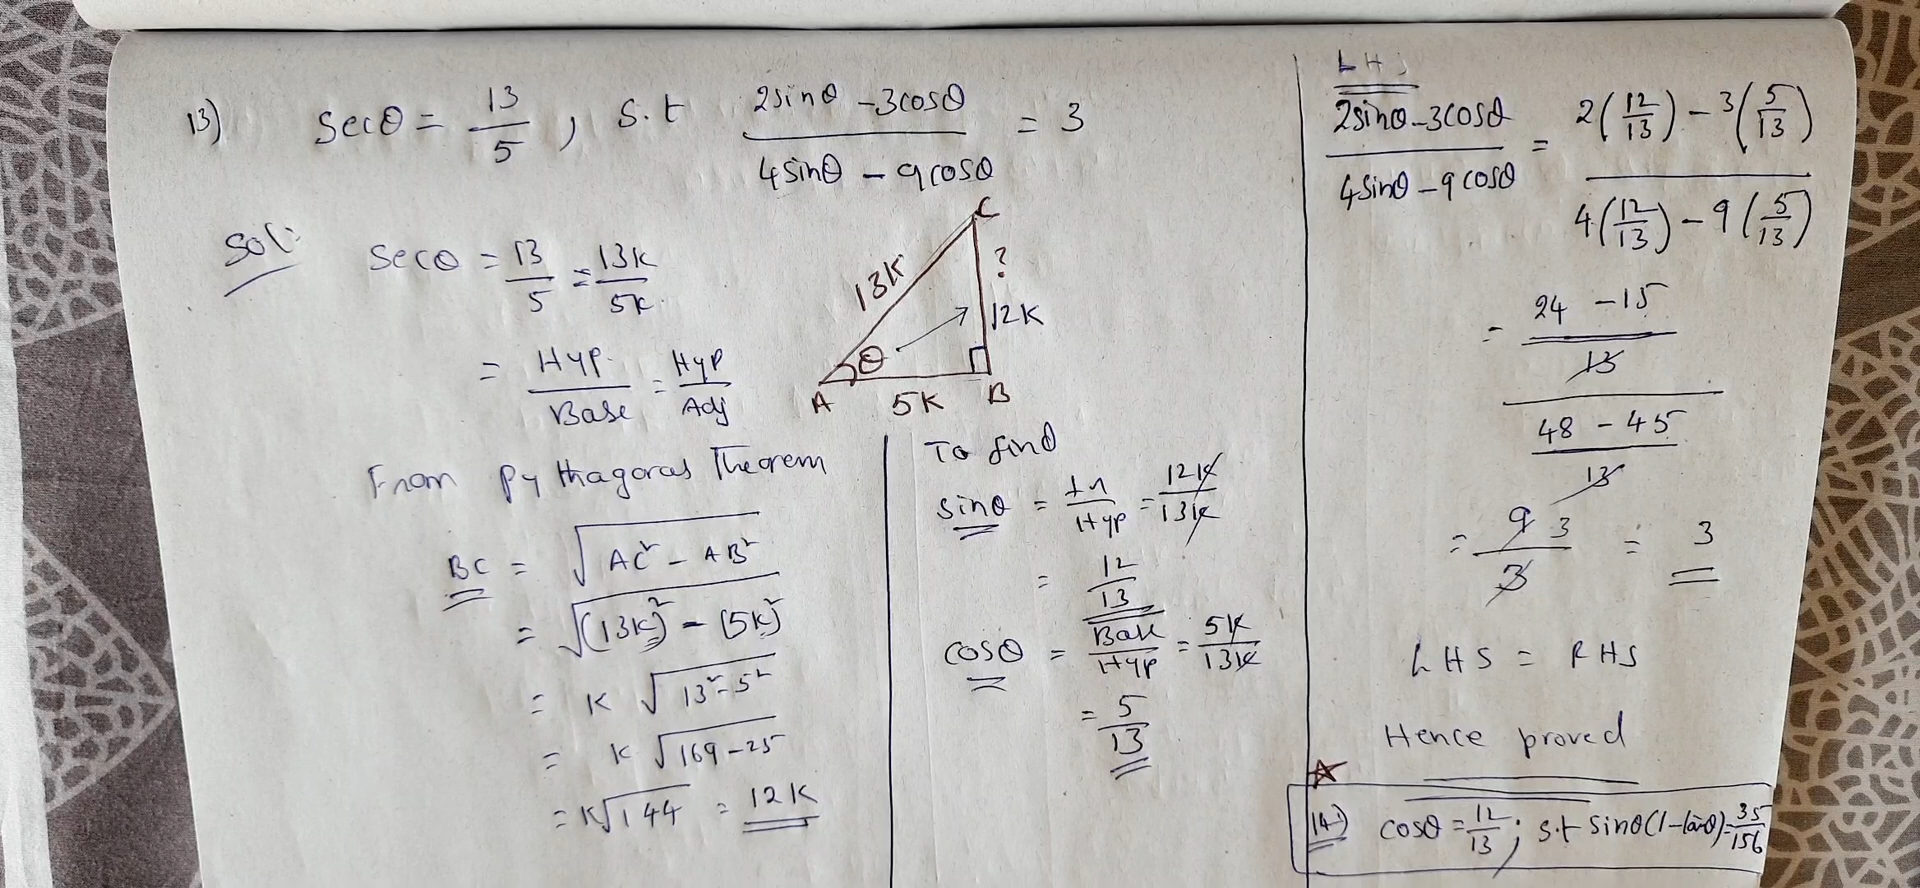 13) Secθ = 13/5, S.t (2sinθ - 3cosθ)/(4sinθ - 9cosθ) = 3
Sol:
Secθ = 13/5 = 13K/5K
= Hyp./Base = Hyp/Adj
C
13K
?
12K
θ
A 5K B
From Pythagoras Theorem
BC = √(AC² - AB²)
= √((13K)² - (5K)²)
= K √(13² - 5²)
= K √(169 - 25)
= K√144 = 12K
To find
sinθ = Ln/Hyp = 12K/13K
= 12/13
cosθ = Base/Hyp = 5K/13K
= 5/13
LHS
(2sinθ - 3cosθ)/(4sinθ - 9cosθ) = (2(12/13) - 3(5/13))/(4(12/13) - 9(5/13))
= ((24 - 15)/13)/((48 - 45)/13)
= 9/3 3 = 3
LHS = RHS
Hence proved
14) cosθ = 12/13; s.t sinθ(1-tanθ) = 35/156